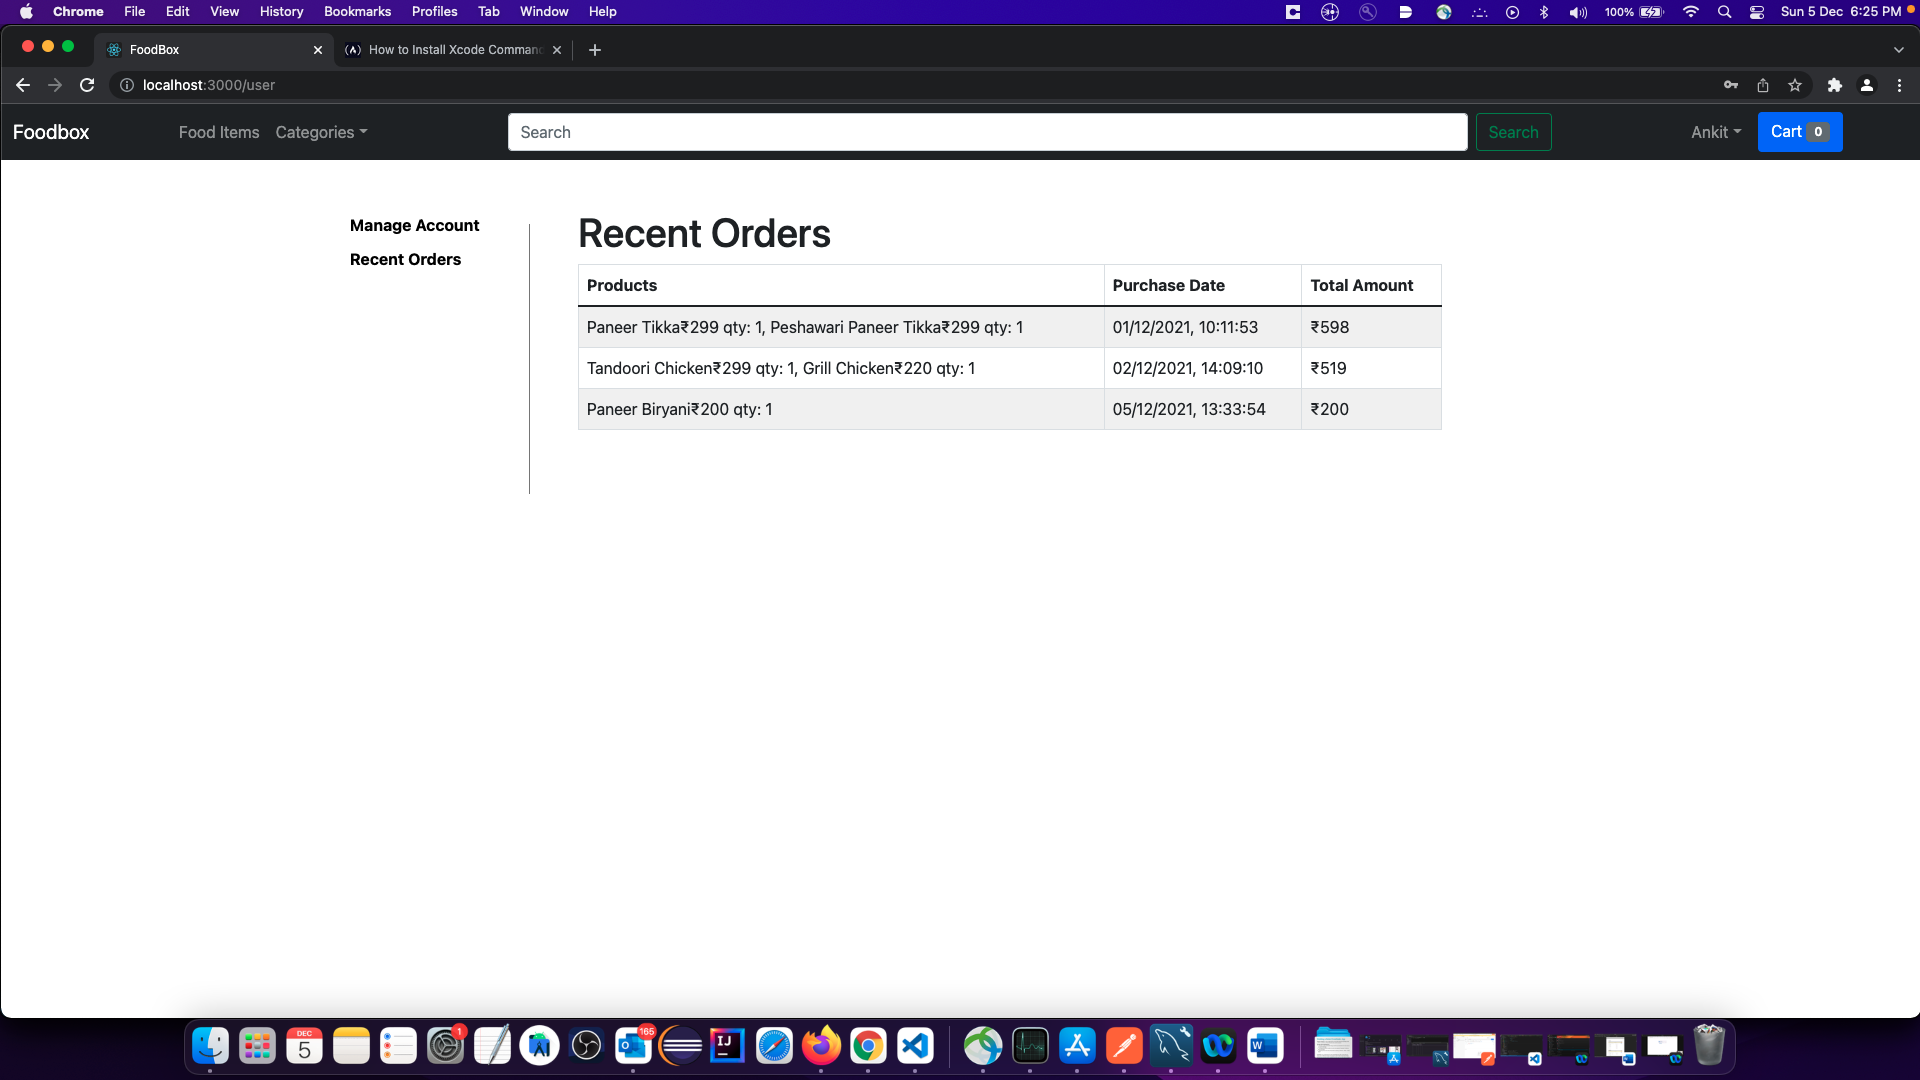 Chrome File Edit View History Bookmarks Profiles Tab Window Help 100% Sun 5 Dec 6:25 PM
FoodBox How to Install Xcode Comman
localhost:3000/user
Foodbox Food Items Categories Search Search Ankit Cart 0
Manage Account
Recent Orders
Recent Orders
Products Purchase Date Total Amount
Paneer Tikka₹299 qty: 1, Peshawari Paneer Tikka₹299 qty: 1 01/12/2021, 10:11:53 ₹598
Tandoori Chicken₹299 qty: 1, Grill Chicken₹220 qty: 1 02/12/2021, 14:09:10 ₹519
Paneer Biryani₹200 qty: 1 05/12/2021, 13:33:54 ₹200
DEC
5
1
165
IJ
W